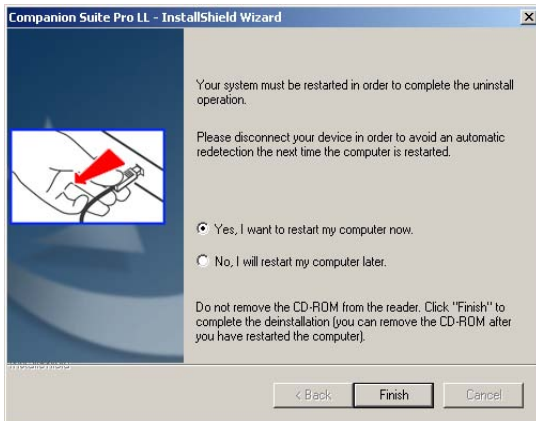 Companion Suite Pro LL - InstallShield Wizard
Your system must be restarted in order to complete the uninstall
operation.
Please disconnect your device in order to avoid an automatic
redetection the next time the computer is restarted.
Yes, I want to restart my computer now.
No, I will restart my computer later.
Do not remove the CD-ROM from the reader. Click "Finish" to
complete the deinstallation (you can remove the CD-ROM after
you have restarted the computer).
InstallShield
< Back
Finish
Cancel